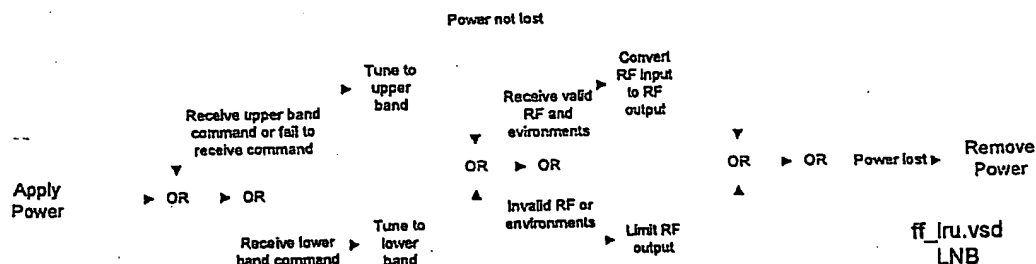 Power not lost
Tune to
upper
band
Convert
RF input
to RF
output
Receive upper band
command or fail to
receive command
Receive valid
RF and
evironments
Apply
Power
OR
OR
OR
OR
OR
OR
Power lost
Remove
Power
Receive lower
band command
Tune to
lower
band
Invalid RF or
environments
Limit RF
output
ff_lru.vsd
LNB